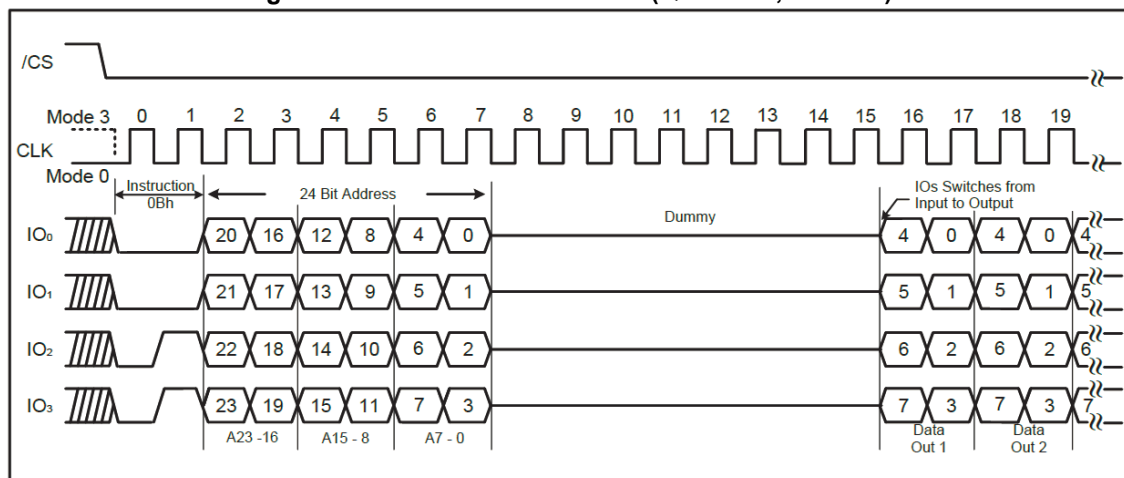 /CS
Mode 3 0 1 2 3 4 5 6 7 8 9 10 11 12 13 14 15 16 17 18 19
CLK
Mode 0
Instruction
0Bh
24 Bit Address
Dummy
IOs Switches from
Input to Output
IO₀ 20 16 12 8 4 0 4 0 4 0 4
IO₁ 21 17 13 9 5 1 5 1 5 1 5
IO₂ 22 18 14 10 6 2 6 2 6 2 6
IO₃ 23 19 15 11 7 3 7 3 7 3 7
A23 -16 A15 - 8 A7 - 0
Data
Out 1
Data
Out 2